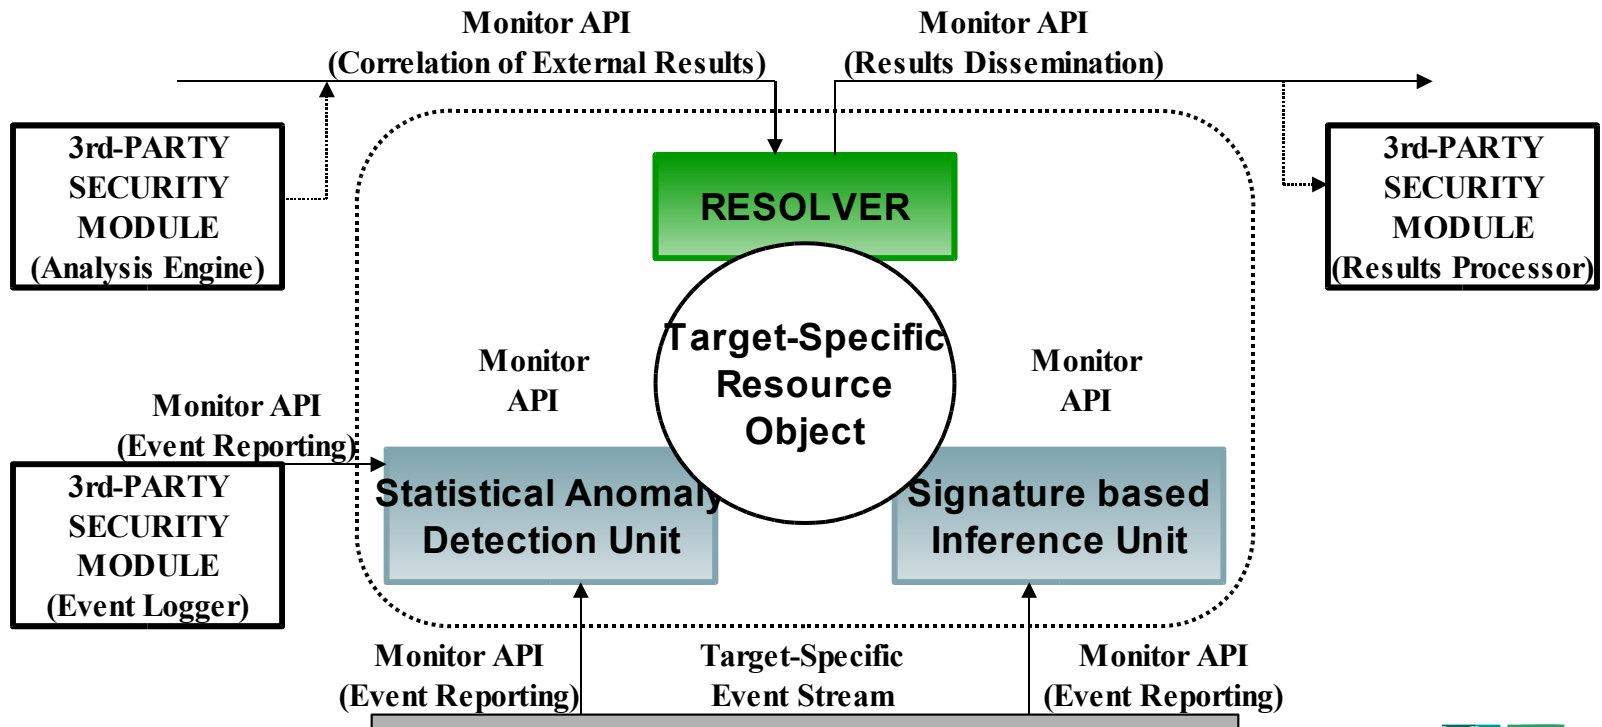 Monitor API
(Correlation of External Results)
Monitor API
(Results Dissemination)
3rd-PARTY
SECURITY
MODULE
(Analysis Engine)
RESOLVER
3rd-PARTY
SECURITY
MODULE
(Results Processor)
Target-Specific
Resource
Object
Monitor
API
Monitor
API
Monitor API
(Event Reporting)
3rd-PARTY
SECURITY
MODULE
(Event Logger)
Statistical Anomaly
Detection Unit
Signature based
Inference Unit
Monitor API
(Event Reporting)
Target-Specific
Event Stream
Monitor API
(Event Reporting)